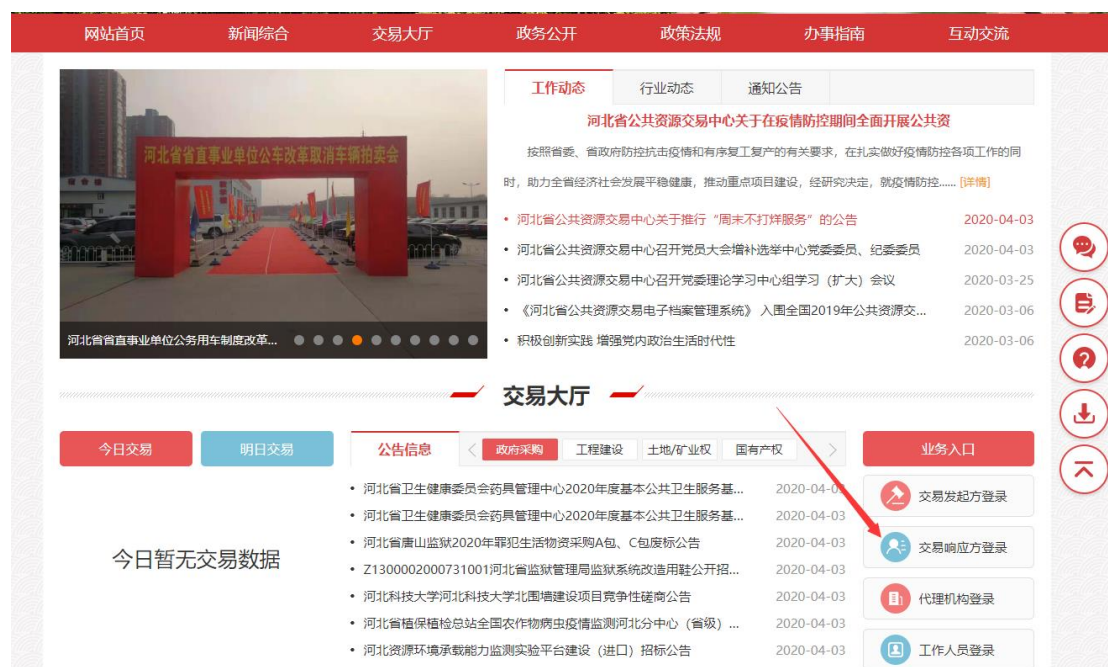 网站首页 新闻综合 交易大厅 政务公开 政策法规 办事指南 互动交流
河北省省直事业单位公车改革取消车辆拍卖会
河北省省直事业单位公务用车制度改革...
工作动态 行业动态 通知公告
河北省公共资源交易中心关于在疫情防控期间全面开展公共资
按照省委、省政府防控抗击疫情和有序复工复产的有关要求，在扎实做好疫情防控各项工作的同
时，助力全省经济社会发展平稳健康，推动重点项目建设，经研究决定，就疫情防控...... [详情]
• 河北省公共资源交易中心关于推行“周末不打烊服务”的公告 2020-04-03
• 河北省公共资源交易中心召开党员大会增补选举中心党委委员、纪委委员 2020-04-03
• 河北省公共资源交易中心召开党委理论学习中心组学习（扩大）会议 2020-03-25
• 《河北省公共资源交易电子档案管理系统》 入围全国2019年公共资源交... 2020-03-06
• 积极创新实践 增强党内政治生活时代性 2020-03-06
交易大厅
今日交易 明日交易
今日暂无交易数据
公告信息 政府采购 工程建设 土地/矿业权 国有产权
• 河北省卫生健康委员会药具管理中心2020年度基本公共卫生服务基... 2020-04-03
• 河北省卫生健康委员会药具管理中心2020年度基本公共卫生服务基... 2020-04-03
• 河北省唐山监狱2020年罪犯生活物资采购A包、C包废标公告 2020-04-03
• Z1300002000731001河北省监狱管理局监狱系统改造用鞋公开招... 2020-04-03
• 河北科技大学河北科技大学北围墙建设项目竞争性磋商公告 2020-04-03
• 河北省植保植检总站全国农作物病虫疫情监测河北分中心（省级）... 2020-04-03
• 河北资源环境承载能力监测实验平台建设（进口）招标公告 2020-04-03
业务入口
交易发起方登录
交易响应方登录
代理机构登录
工作人员登录